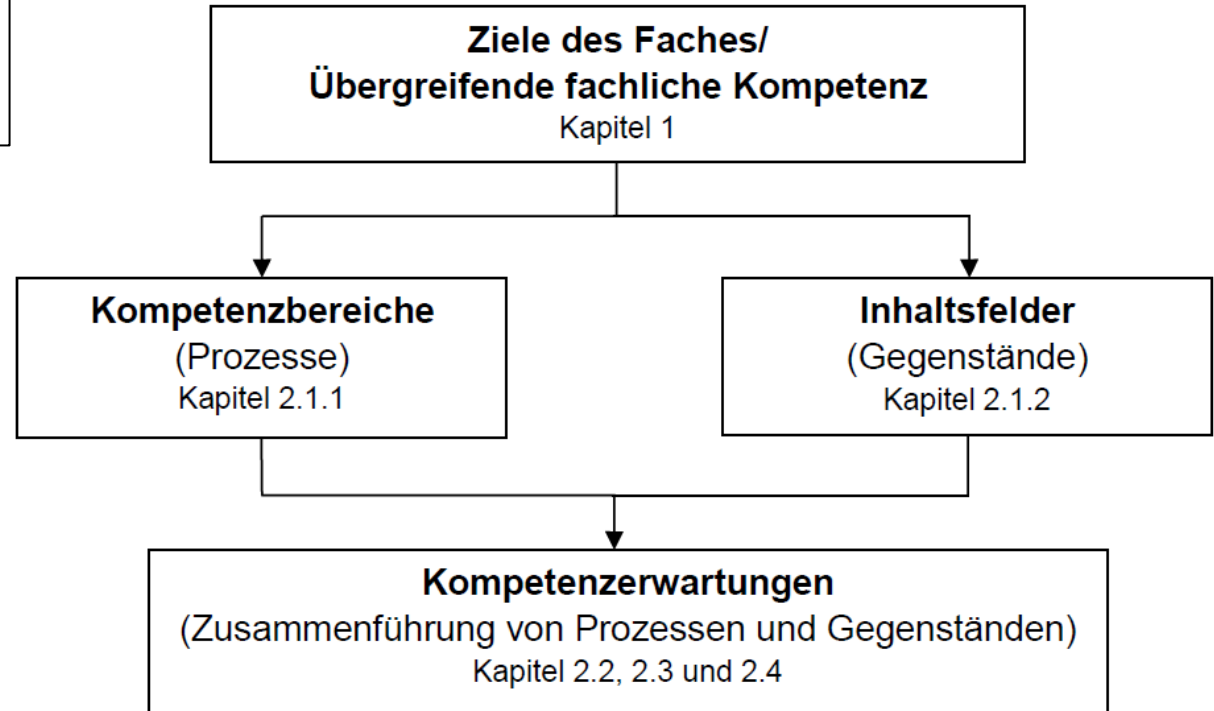 Ziele des Faches/
Übergreifende fachliche Kompetenz
Kapitel 1
Kompetenzbereiche
(Prozesse)
Kapitel 2.1.1
Inhaltsfelder
(Gegenstände)
Kapitel 2.1.2
Kompetenzerwartungen
(Zusammenführung von Prozessen und Gegenständen)
Kapitel 2.2, 2.3 und 2.4